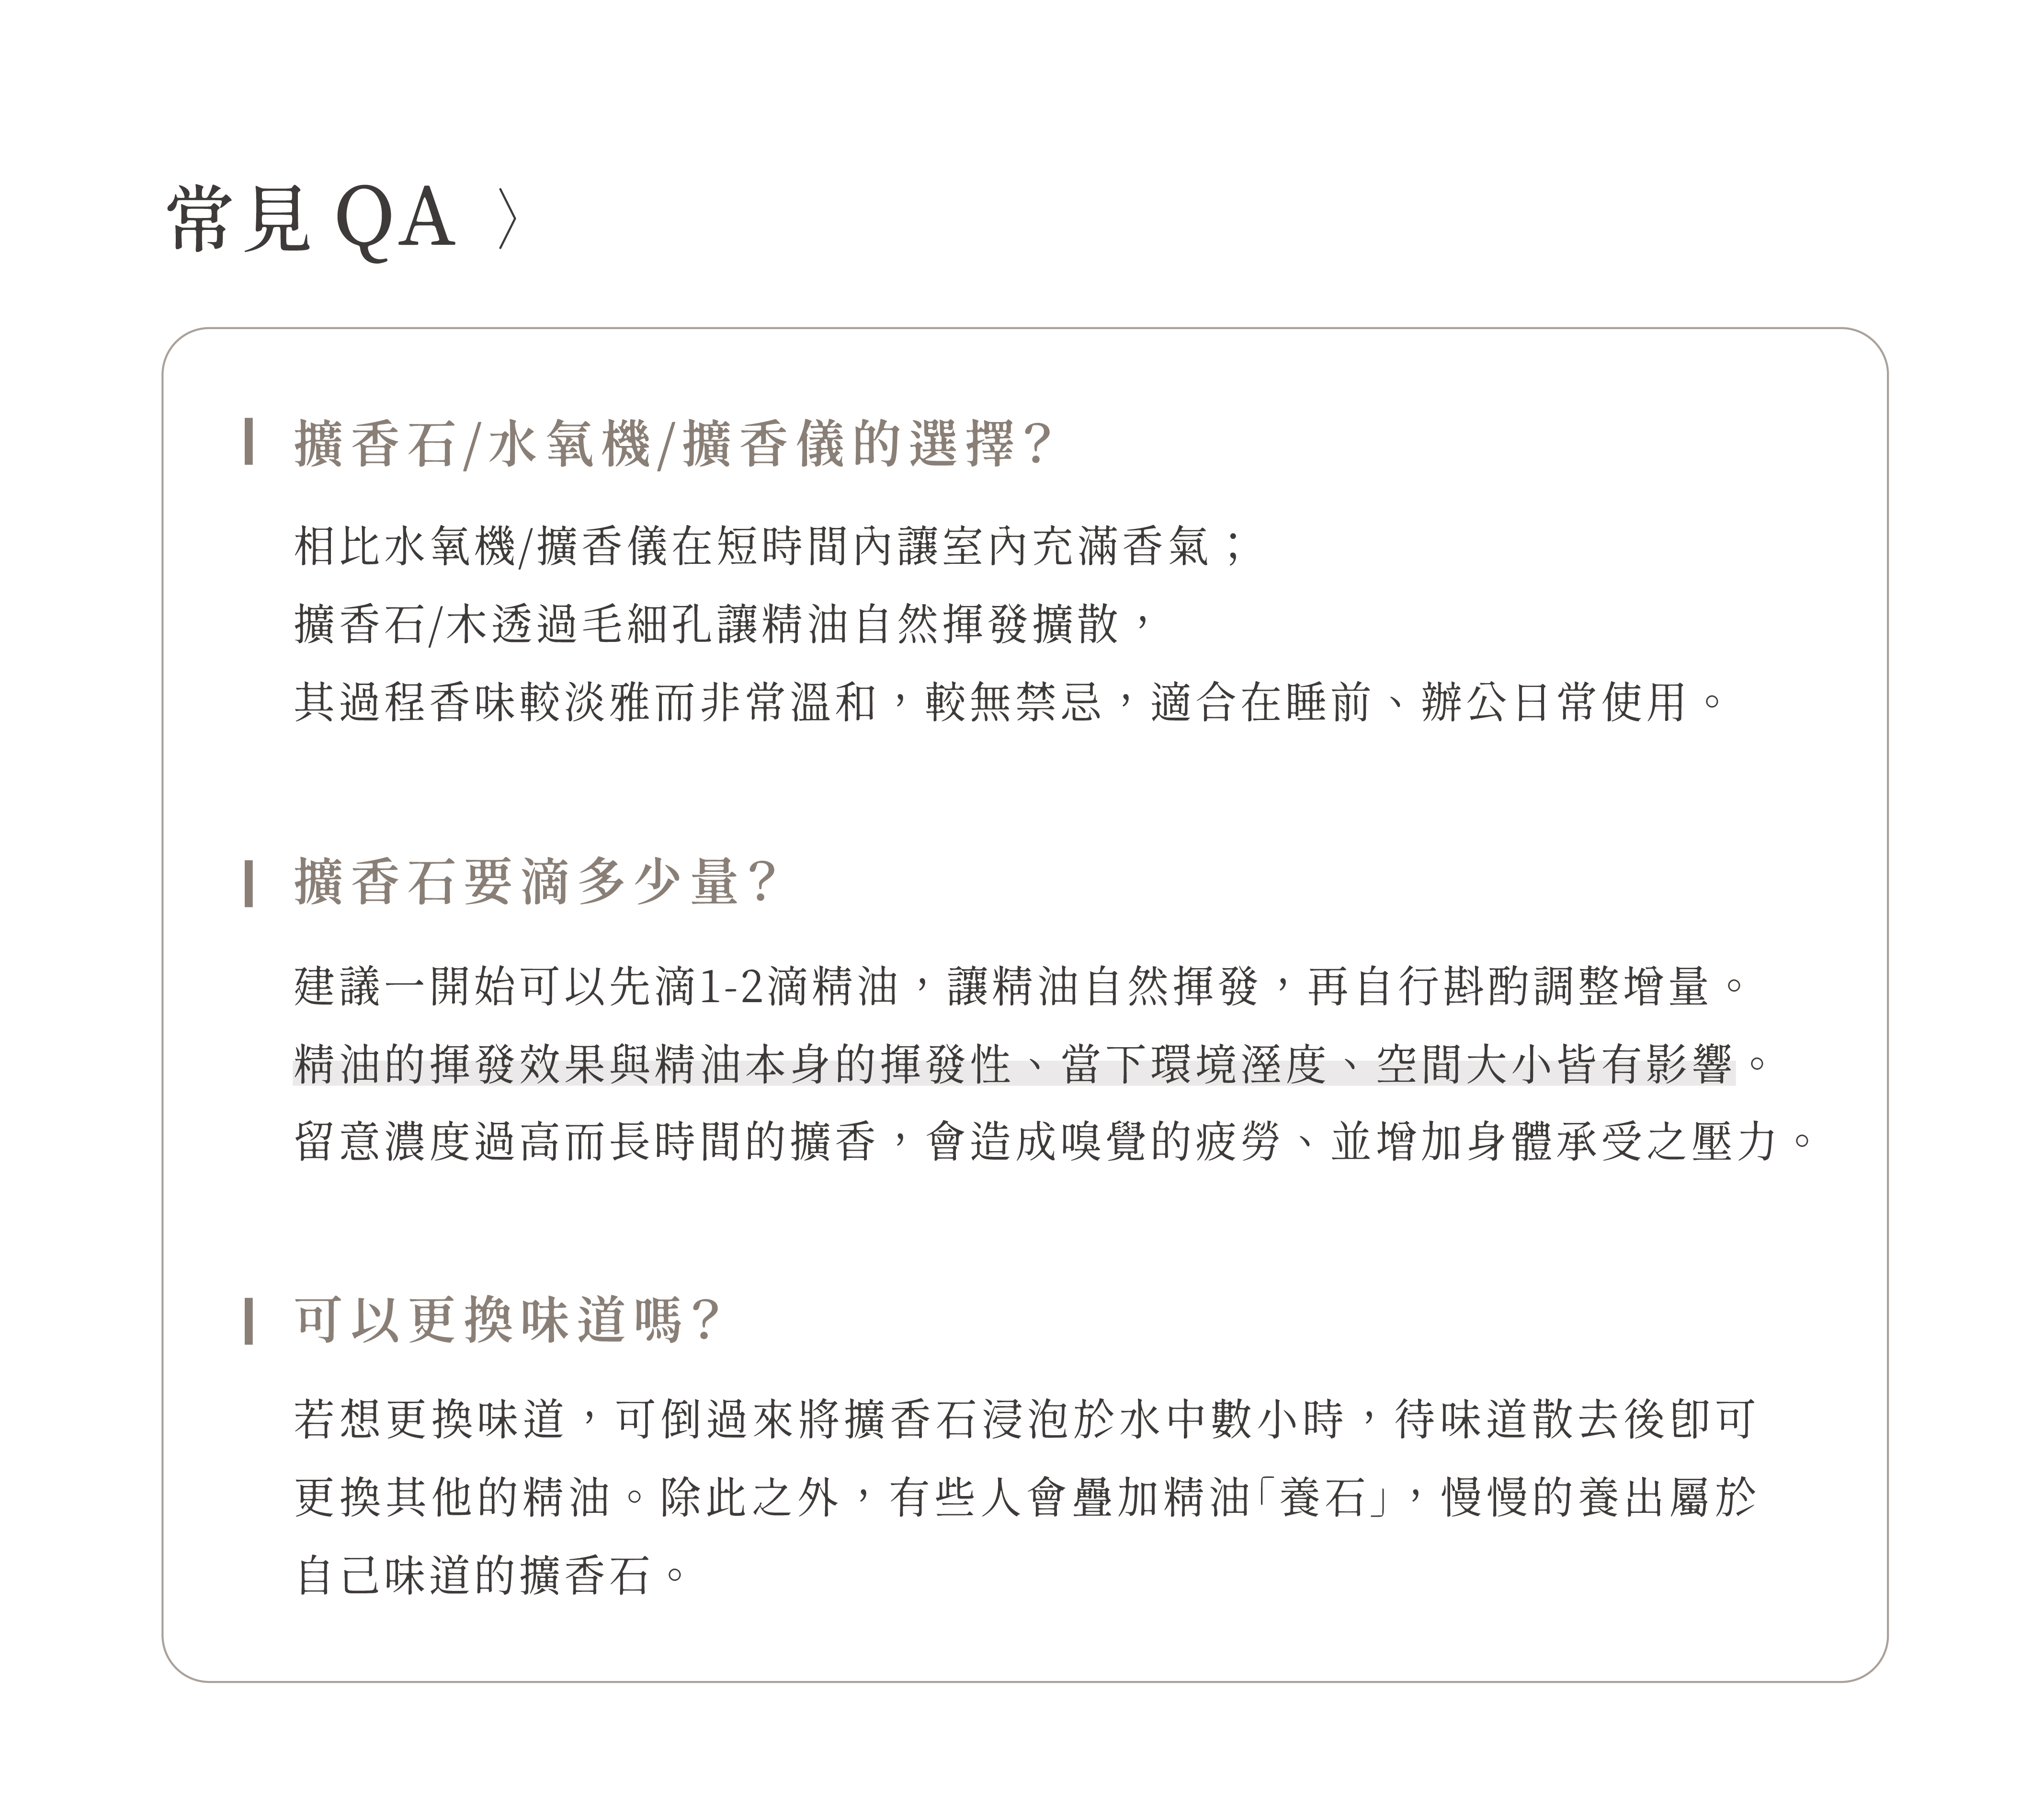 常見 QA 〉
擴香石/水氧機/擴香儀的選擇？
相比水氧機/擴香儀在短時間內讓室內充滿香氣；
擴香石/木透過毛細孔讓精油自然揮發擴散，
其過程香味較淡雅而非常溫和，較無禁忌，適合在睡前、辦公日常使用。
擴香石要滴多少量？
建議一開始可以先滴1-2滴精油，讓精油自然揮發，再自行斟酌調整增量。
精油的揮發效果與精油本身的揮發性、當下環境溼度、空間大小皆有影響。
留意濃度過高而長時間的擴香，會造成嗅覺的疲勞、並增加身體承受之壓力。
可以更換味道嗎？
若想更換味道，可倒過來將擴香石浸泡於水中數小時，待味道散去後卽可
更換其他的精油。除此之外，有些人會疊加精油「養石」，慢慢的養出屬於
自己味道的擴香石。